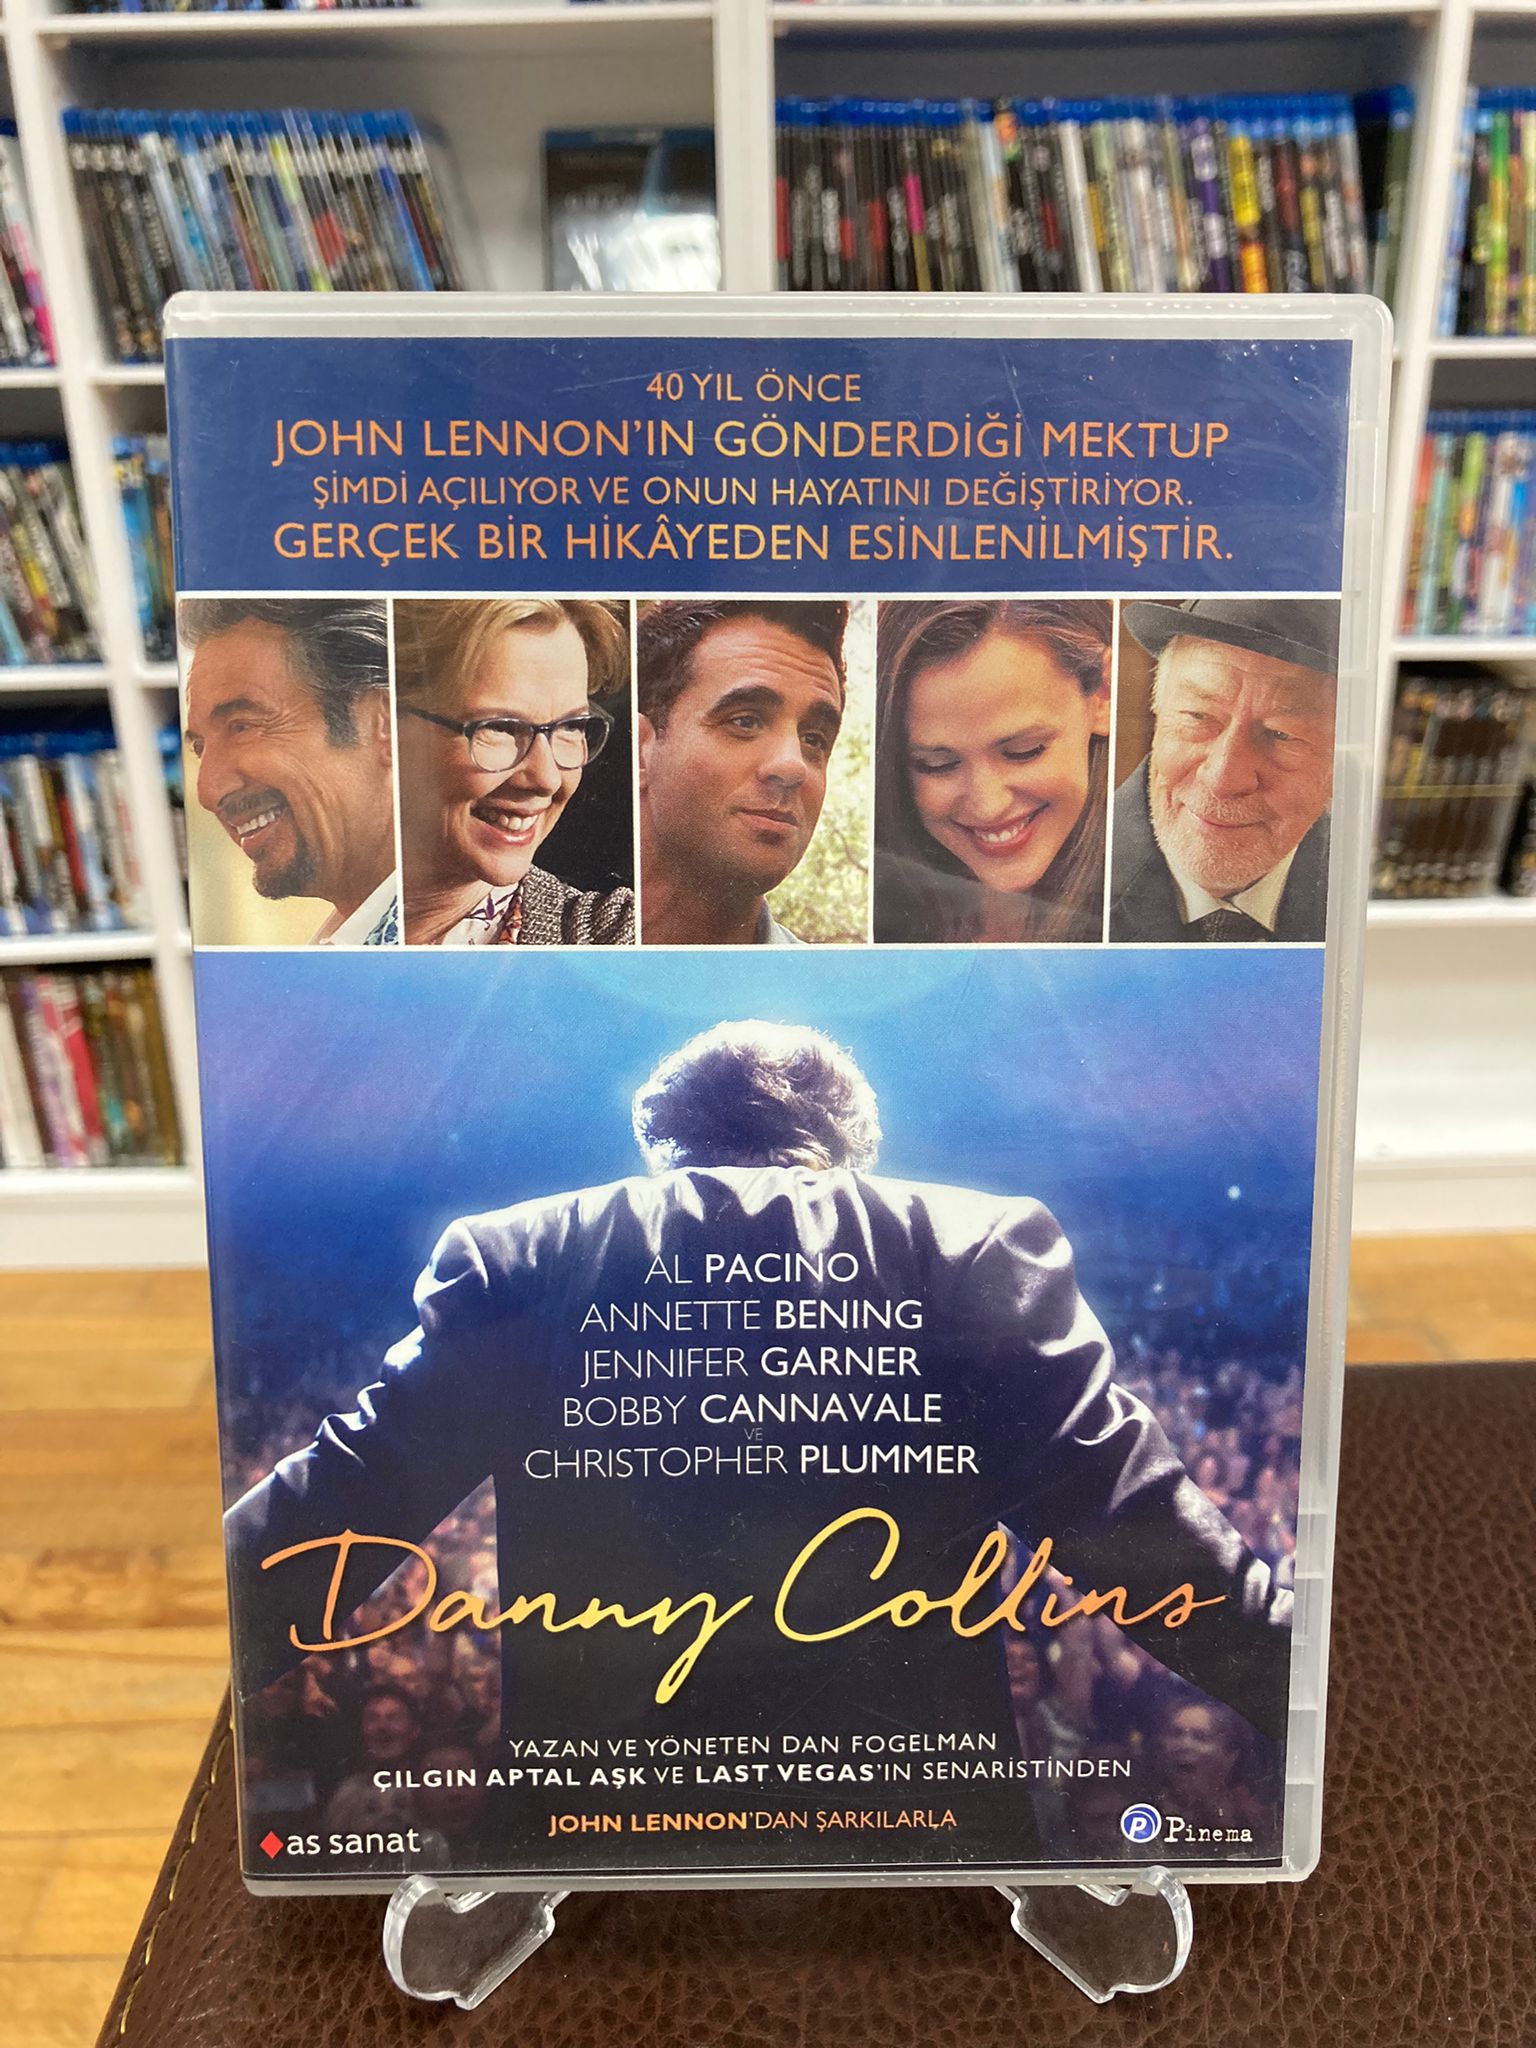 40 YIL ÖNCE
JOHN LENNON'IN GÖNDERDİĞİ MEKTUP
ŞİMDİ AÇILIYOR VE ONUN HAYATINI DEĞİŞTİRİYOR.
GERÇEK BİR HİKÂYEDEN ESİNLENİLMİŞTİR.
AL PACINO
ANNETTE BENING
JENNIFER GARNER
BOBBY CANNAVALE
VE
CHRISTOPHER PLUMMER
Danny Collins
YAZAN VE YÖNETEN DAN FOGELMAN
ÇILGIN APTAL AŞK VE LAST VEGAS'IN SENARİSTİNDEN
JOHN LENNON'DAN ŞARKILARLA
as sanat
P Pinema